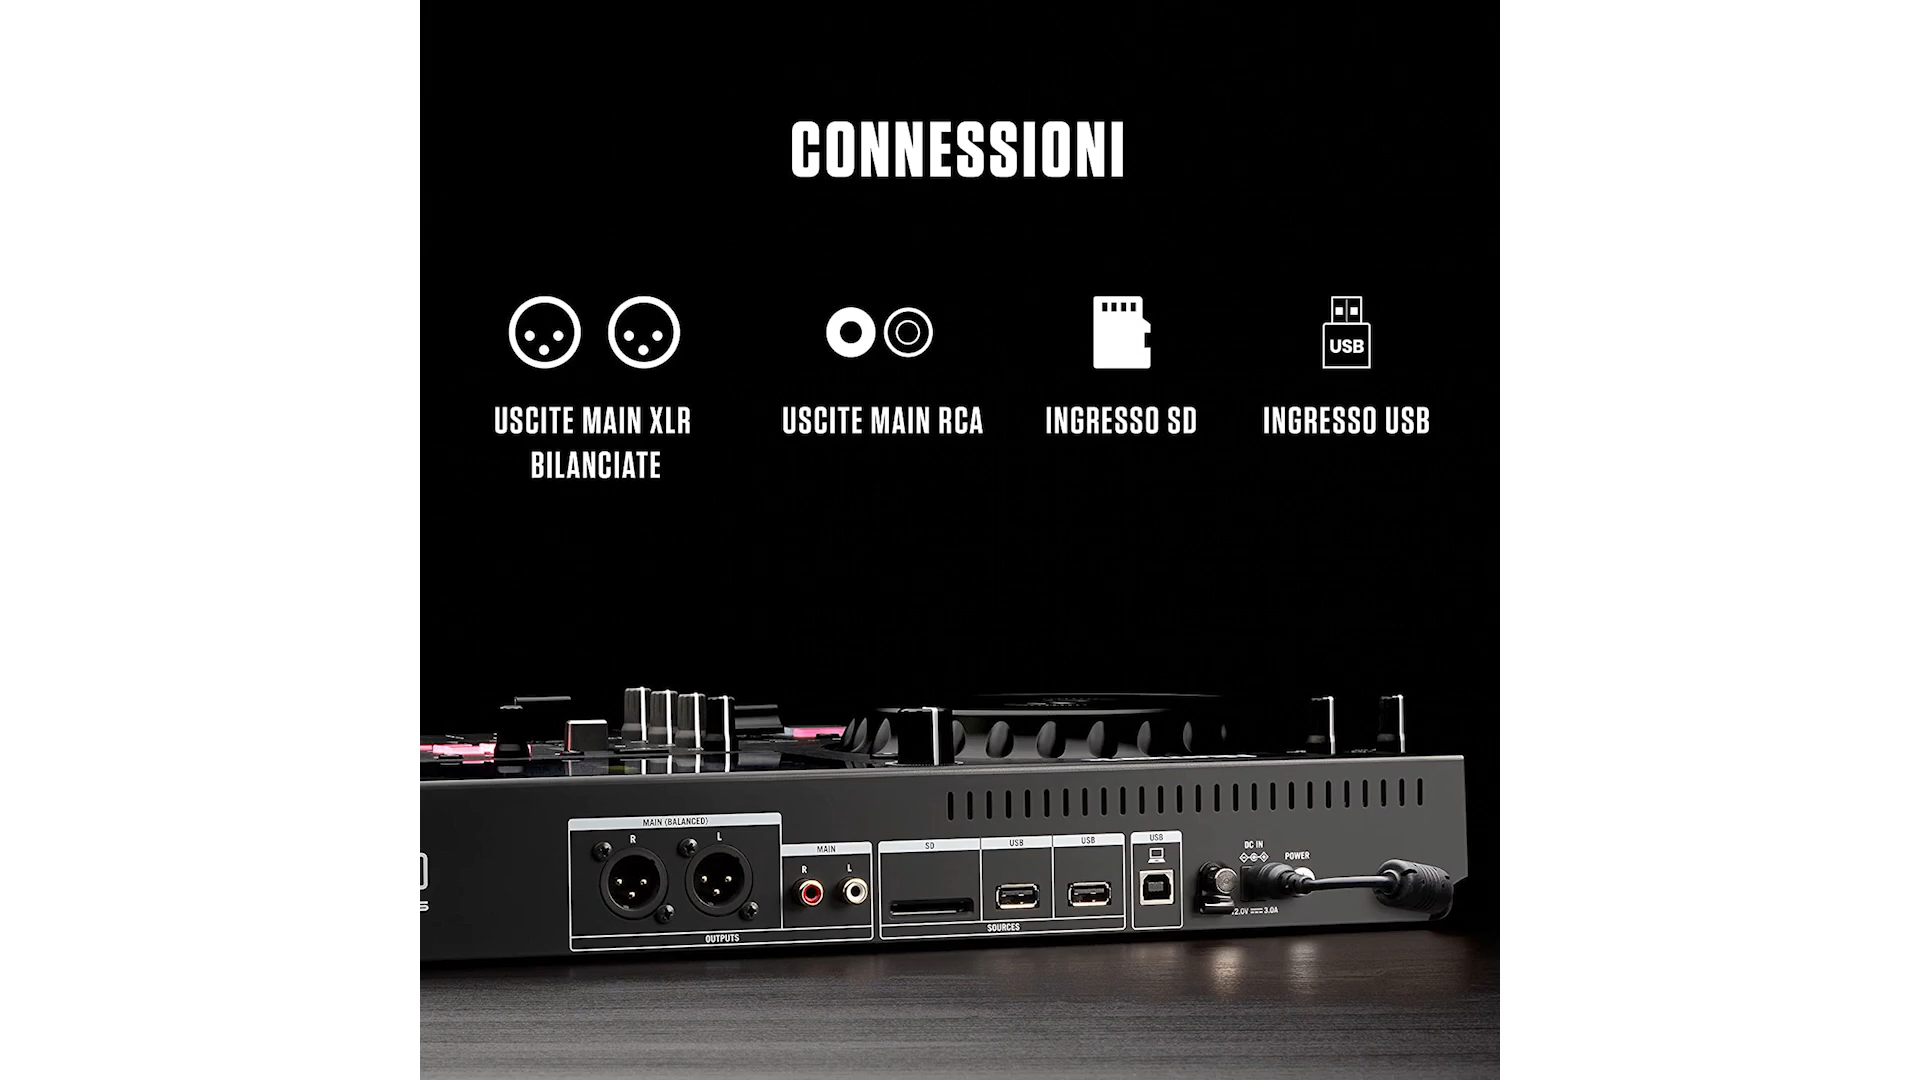 CONNESSIONI
USB
USCITE MAIN XLR
BILANCIATE
USCITE MAIN RCA
INGRESSO SD
INGRESSO USB
MAIN (BALANCED)
R
L
MAIN
R
L
OUTPUTS
SD
USB
USB
SOURCES
USB
DC IN
POWER
3.0A